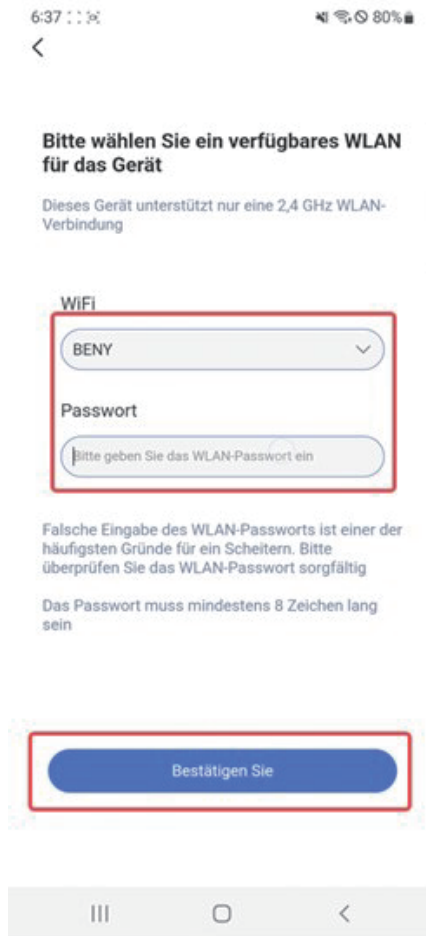 6:37
80%
Bitte wählen Sie ein verfügbares WLAN
für das Gerät
Dieses Gerät unterstützt nur eine 2,4 GHz WLAN-
Verbindung
WiFi
BENY
Passwort
Bitte geben Sie das WLAN-Passwort ein
Falsche Eingabe des WLAN-Passworts ist einer der
häufigsten Gründe für ein Scheitern. Bitte
überprüfen Sie das WLAN-Passwort sorgfältig
Das Passwort muss mindestens 8 Zeichen lang
sein
Bestätigen Sie